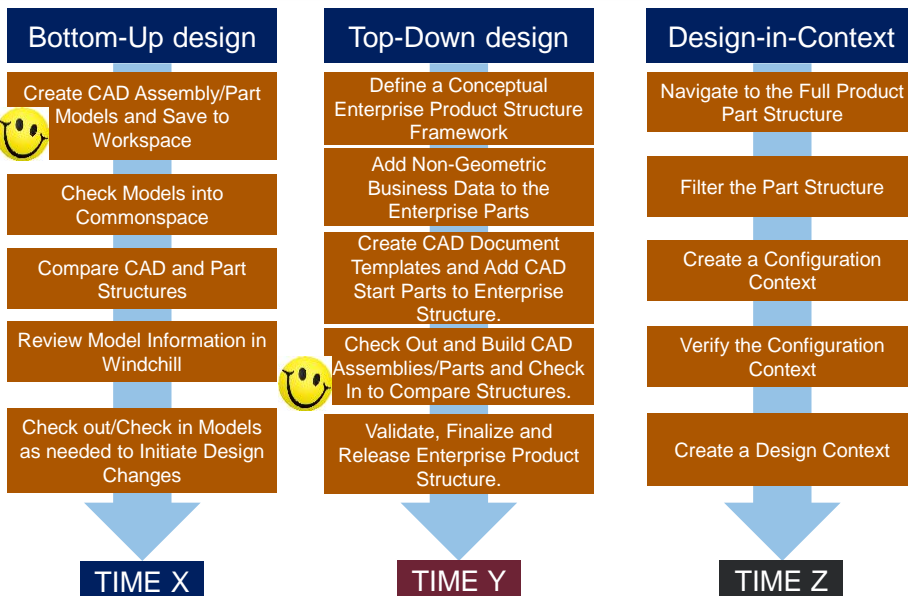 Bottom-Up design
Create CAD Assembly/Part
Models and Save to
Workspace
Check Models into
Commonspace
Compare CAD and Part
Structures
Review Model Information in
Windchill
Check out/Check in Models
as needed to Initiate Design
Changes
TIME X
Top-Down design
Define a Conceptual
Enterprise Product Structure
Framework
Add Non-Geometric
Business Data to the
Enterprise Parts
Create CAD Document
Templates and Add CAD
Start Parts to Enterprise
Structure.
Check Out and Build CAD
Assemblies/Parts and Check
In to Compare Structures.
Validate, Finalize and
Release Enterprise Product
Structure.
TIME Y
Design-in-Context
Navigate to the Full Product
Part Structure
Filter the Part Structure
Create a Configuration
Context
Verify the Configuration
Context
Create a Design Context
TIME Z